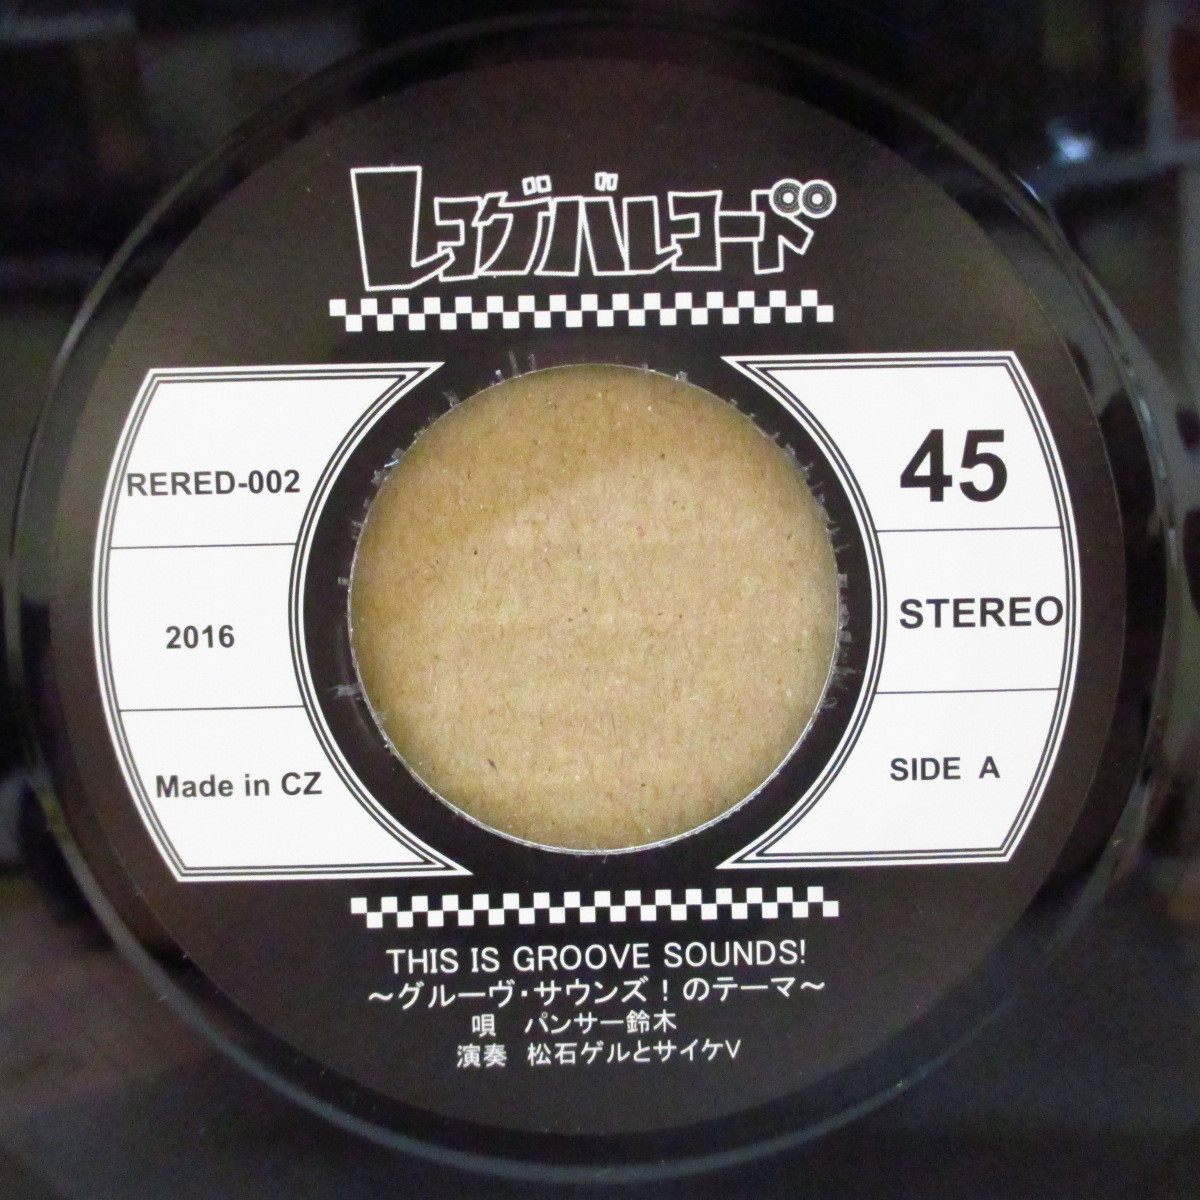 レヨゲバレコード
RERED-002
2016
Made in CZ
45
STEREO
SIDE A
THIS IS GROOVE SOUNDS!
～グルーヴ・サウンズ！のテーマ～
唄 パンサー鈴木
演奏 松石ゲルとサイケV